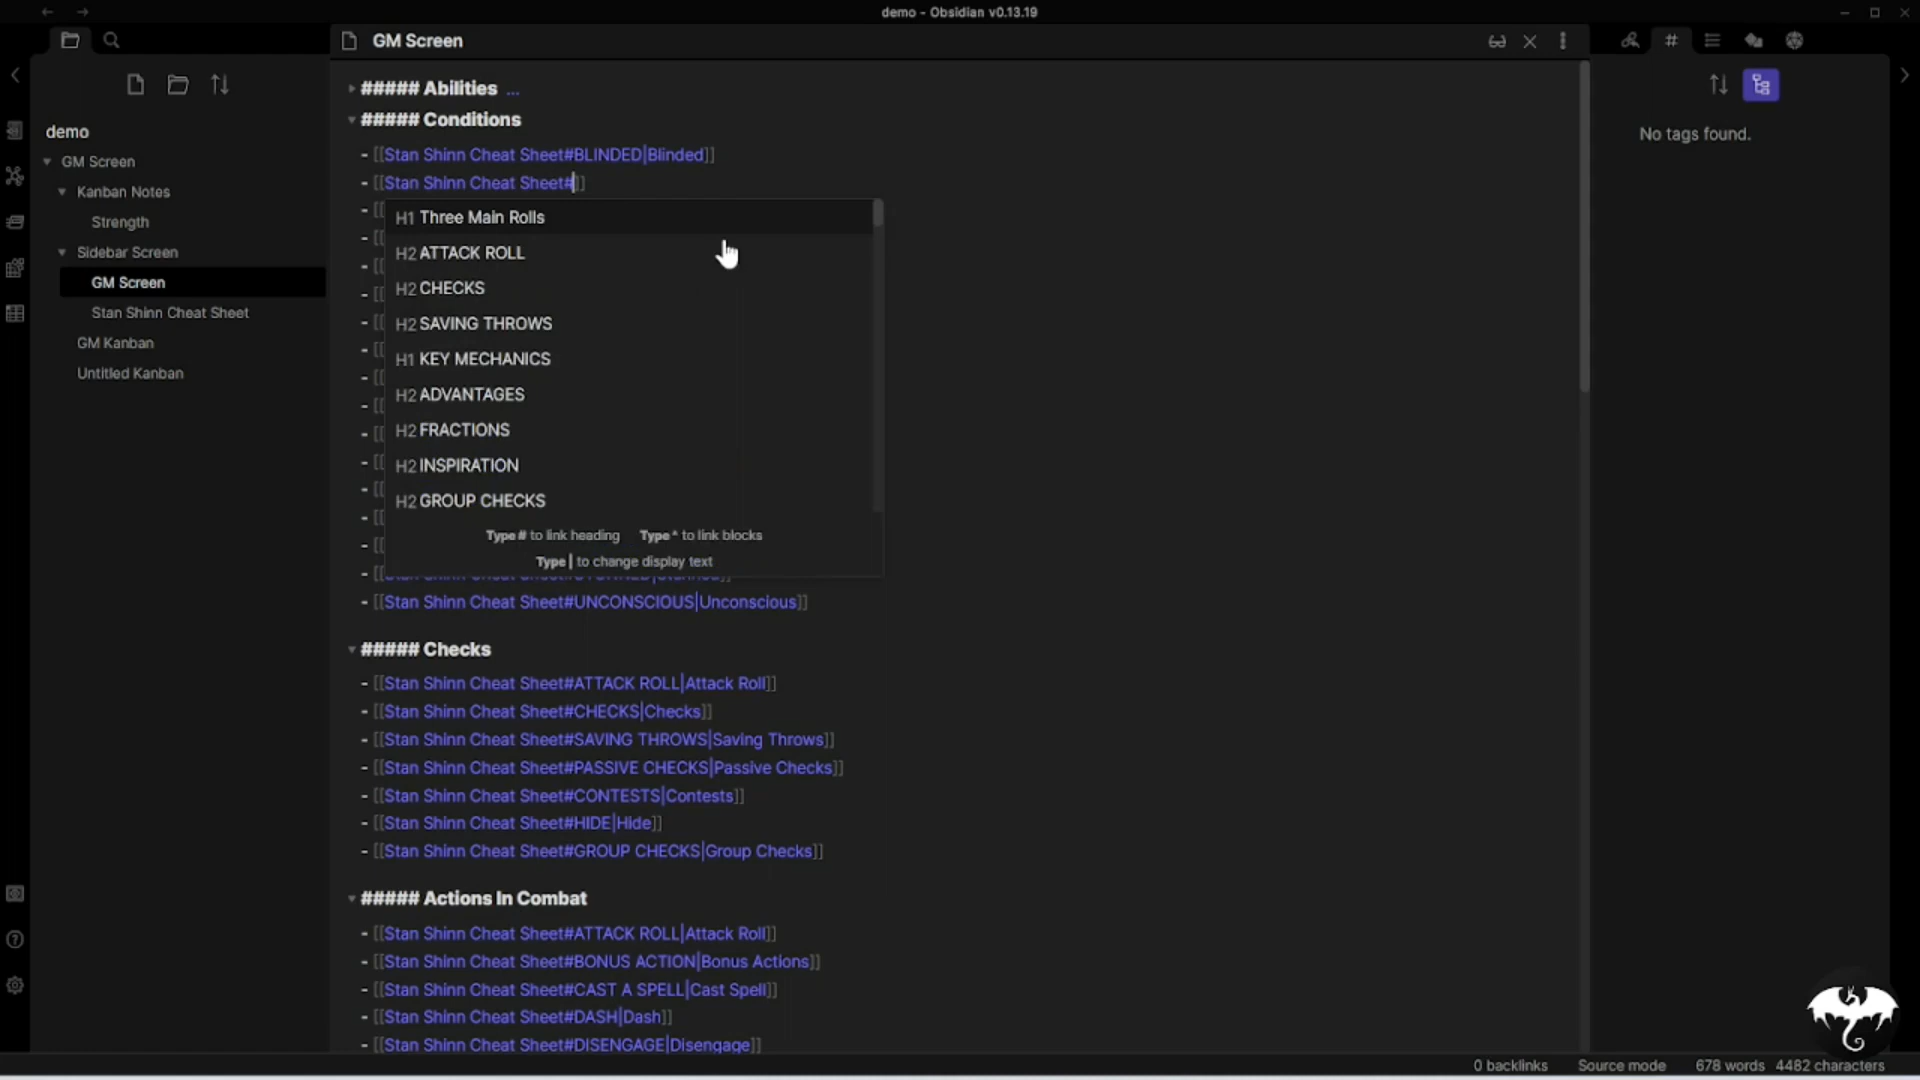 demo - Obsidian v0.13.19
GM Screen
demo
GM Screen
Kanban Notes
Strength
Sidebar Screen
GM Screen
Stan Shinn Cheat Sheet
GM Kanban
Untitled Kanban
##### Abilities ...
##### Conditions
- [[Stan Shinn Cheat Sheet#BLINDED|Blinded]]
- [[Stan Shinn Cheat Sheet#]]
H1 Three Main Rolls
H2 ATTACK ROLL
H2 CHECKS
H2 SAVING THROWS
H1 KEY MECHANICS
H2 ADVANTAGES
H2 FRACTIONS
H2 INSPIRATION
H2 GROUP CHECKS
Type # to link heading Type ^ to link blocks
Type | to change display text
- [[Stan Shinn Cheat Sheet#UNCONSCIOUS|Unconscious]]
##### Checks
- [[Stan Shinn Cheat Sheet#ATTACK ROLL|Attack Roll]]
- [[Stan Shinn Cheat Sheet#CHECKS|Checks]]
- [[Stan Shinn Cheat Sheet#SAVING THROWS|Saving Throws]]
- [[Stan Shinn Cheat Sheet#PASSIVE CHECKS|Passive Checks]]
- [[Stan Shinn Cheat Sheet#CONTESTS|Contests]]
- [[Stan Shinn Cheat Sheet#HIDE|Hide]]
- [[Stan Shinn Cheat Sheet#GROUP CHECKS|Group Checks]]
##### Actions In Combat
- [[Stan Shinn Cheat Sheet#ATTACK ROLL|Attack Roll]]
- [[Stan Shinn Cheat Sheet#BONUS ACTION|Bonus Actions]]
- [[Stan Shinn Cheat Sheet#CAST A SPELL|Cast Spell]]
- [[Stan Shinn Cheat Sheet#DASH|Dash]]
- [[Stan Shinn Cheat Sheet#DISENGAGE|Disengage]]
No tags found.
0 backlinks Source mode 678 words 4482 characters